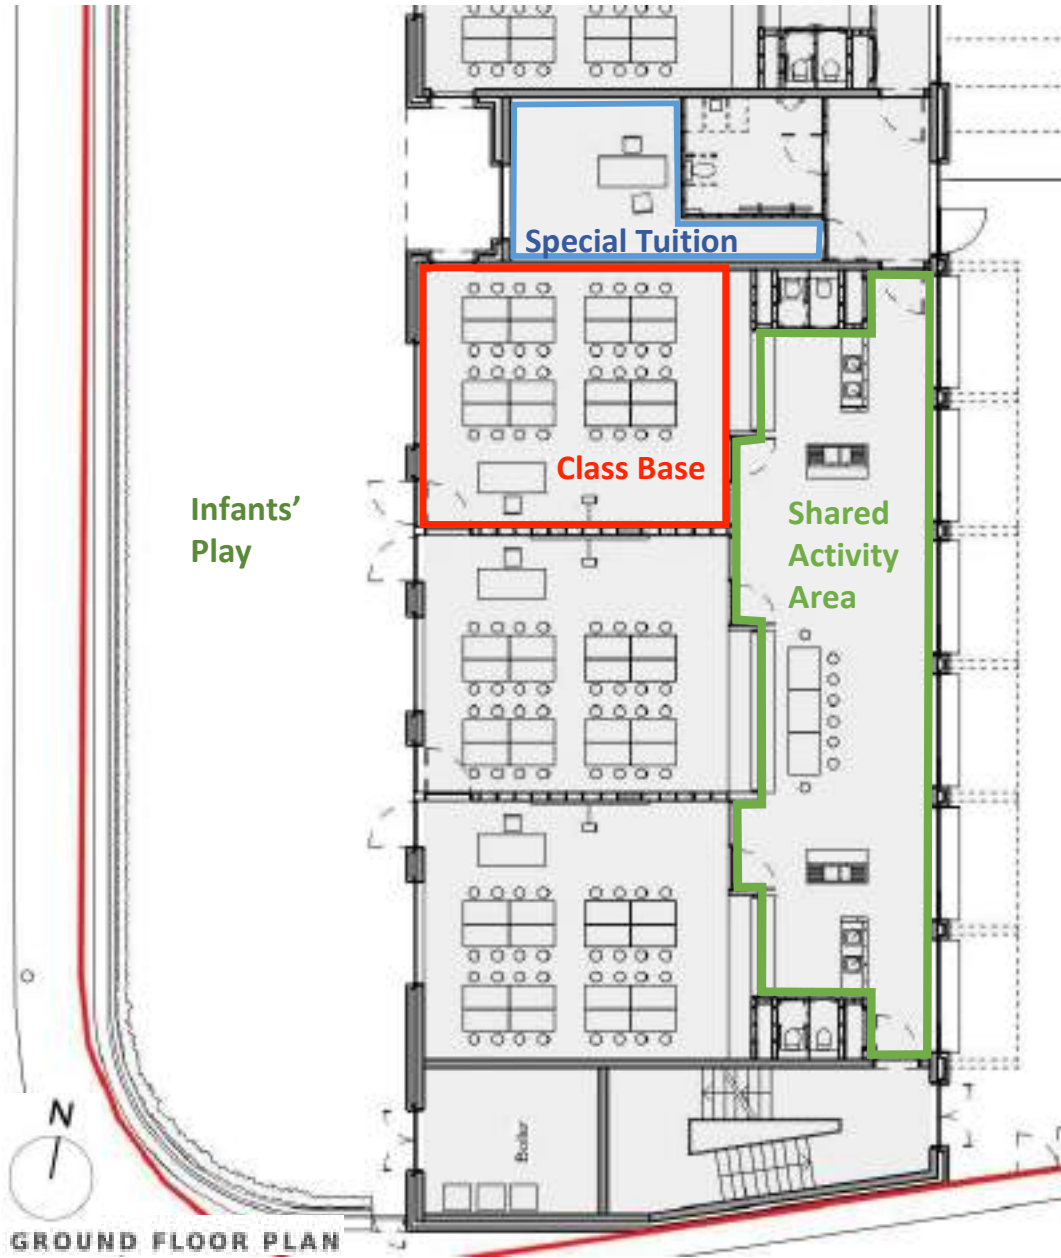 Special Tuition
Class Base
Infants’
Play
Shared
Activity
Area
Boiler
N
GROUND FLOOR PLAN